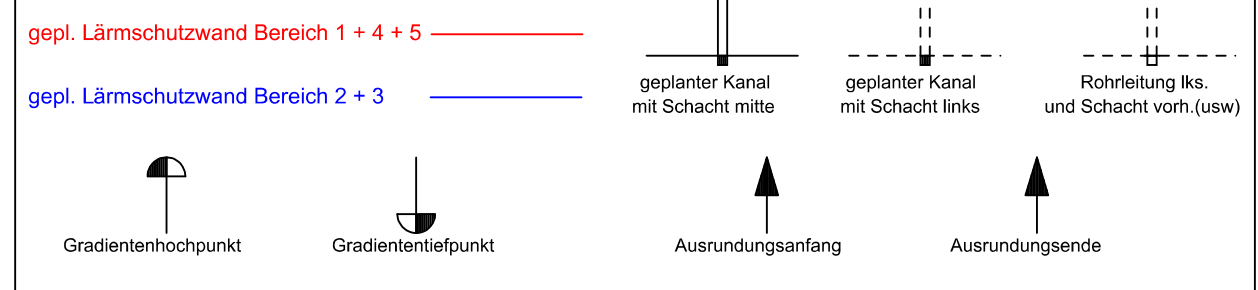 gepl. Lärmschutzwand Bereich 1 + 4 + 5
gepl. Lärmschutzwand Bereich 2 + 3
geplanter Kanal
mit Schacht mitte
geplanter Kanal
mit Schacht links
Rohrleitung lks.
und Schacht vorh.(usw)
Gradientenhochpunkt
Gradiententiefpunkt
Ausrundungsanfang
Ausrundungsende